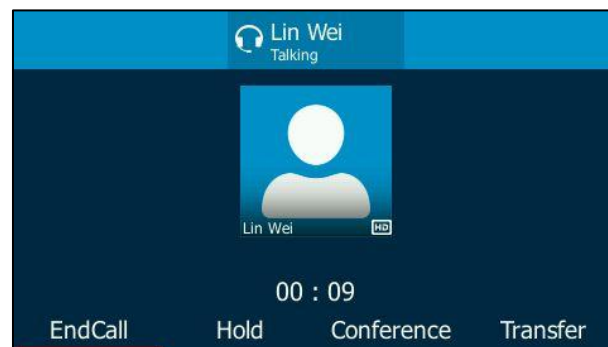 Lin Wei
Talking
Lin Wei HD
00 : 09
EndCall Hold Conference Transfer